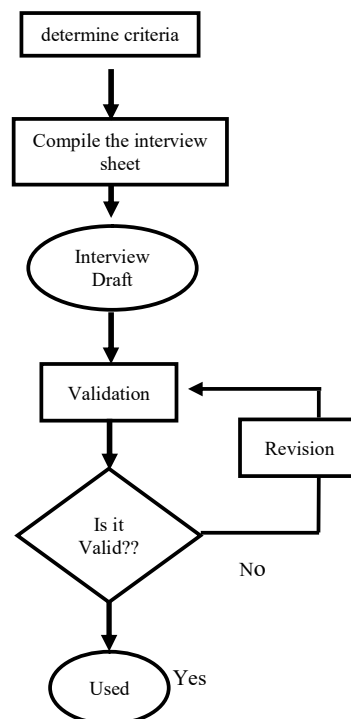 determine criteria
Compile the interview
sheet
Interview
Draft
Validation
Revision
Is it
Valid??
No
Yes
Used